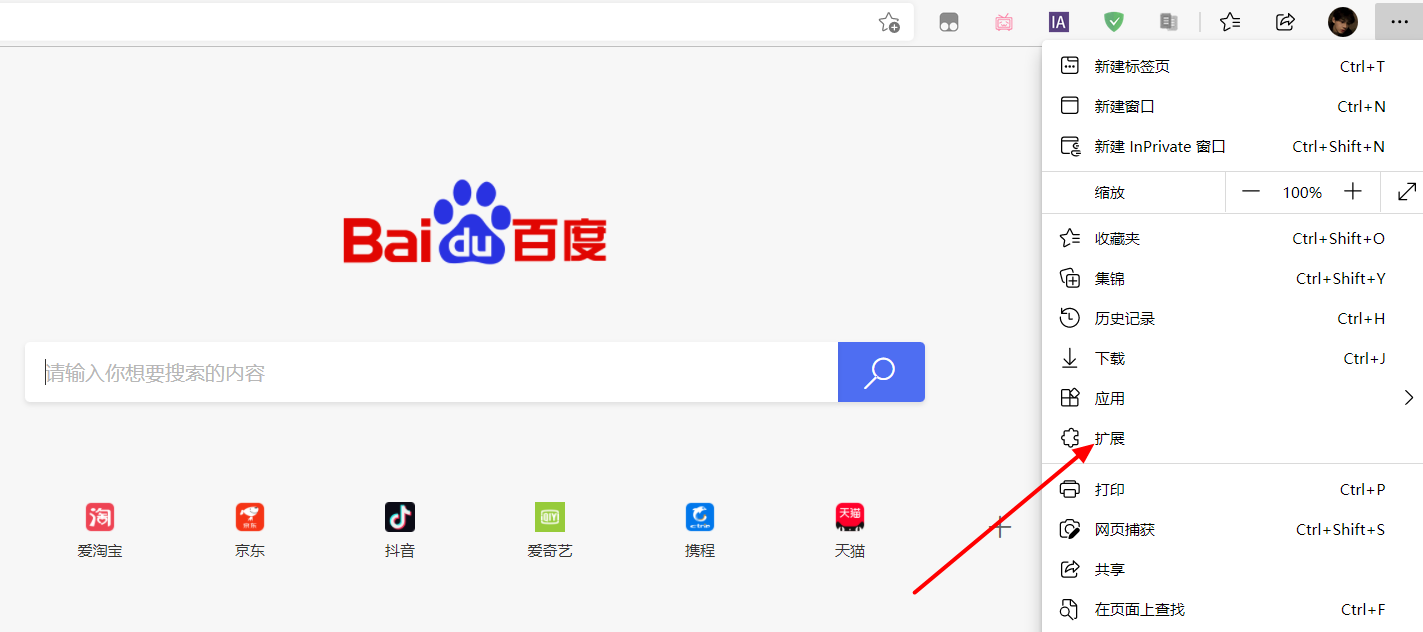 IA
新建标签页 Ctrl+T
新建窗口 Ctrl+N
新建 InPrivate 窗口 Ctrl+Shift+N
缩放 100%
收藏夹 Ctrl+Shift+O
集锦 Ctrl+Shift+Y
历史记录 Ctrl+H
下载 Ctrl+J
应用
扩展
打印 Ctrl+P
网页捕获 Ctrl+Shift+S
共享
在页面上查找 Ctrl+F
Baidu百度
请输入你想要搜索的内容
淘 京东 QIY ctrip 天猫
爱淘宝 京东 抖音 爱奇艺 携程 天猫